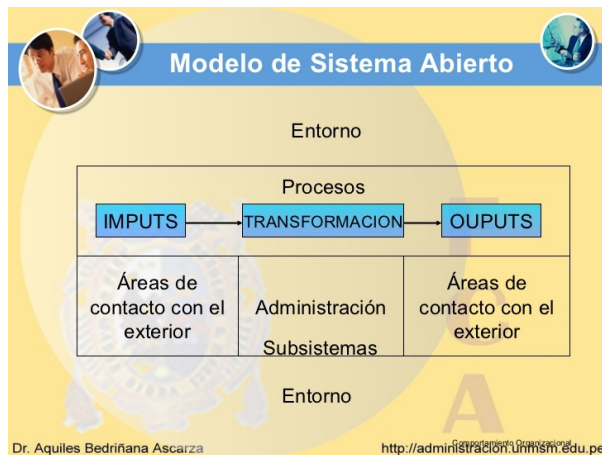 Modelo de Sistema Abierto
Entorno
Procesos
IMPUTS
TRANSFORMACION
OUPUTS
Áreas de
contacto con el
exterior
Administración
Subsistemas
Áreas de
contacto con el
exterior
Entorno
Dr. Aquiles Bedriñana Ascarza
Comportamiento Organizacional
http://administracion.unmsm.edu.pe